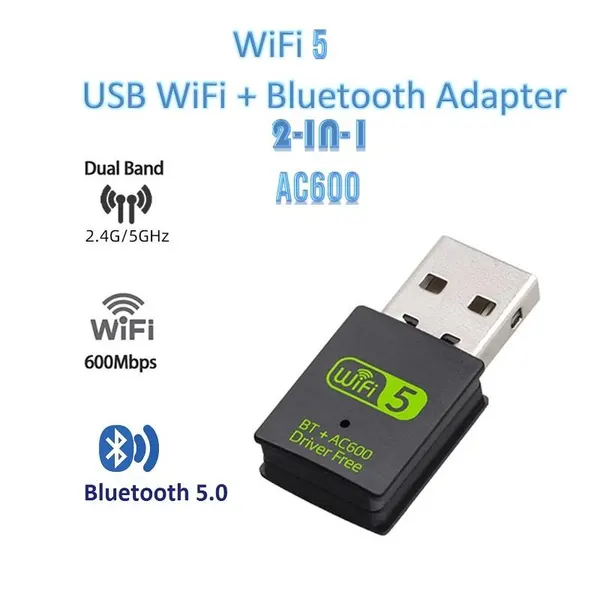 WiFi 5
USB WiFi + Bluetooth Adapter
2-IN-1
AC600
Dual Band
2.4G/5GHz
WiFi
600Mbps
Bluetooth 5.0
WiFi 5
BT + AC600
Driver Free